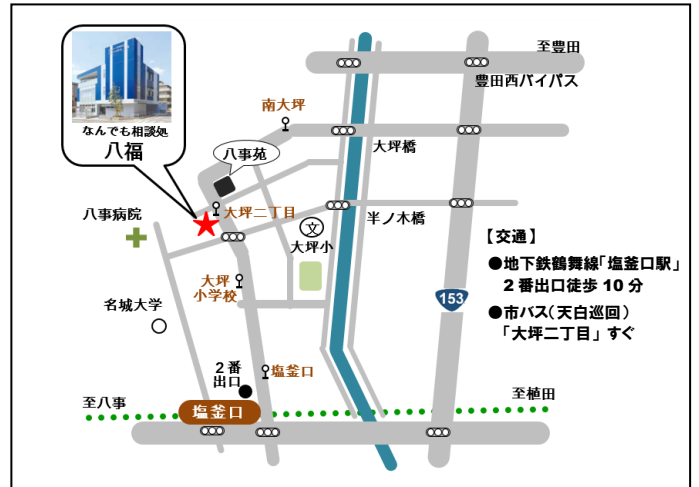 至豊田
豊田西バイパス
なんでも相談処
八福
南大坪
八事苑
大坪橋
八事病院
大坪二丁目
半ノ木橋
文
大坪小
【交通】
●地下鉄鶴舞線「塩釜口駅」
2番出口徒歩 10 分
●市バス（天白巡回）
「大坪二丁目」すぐ
大坪
小学校
153
名城大学
2番
出口
塩釜口
至八事
塩釜口
至植田